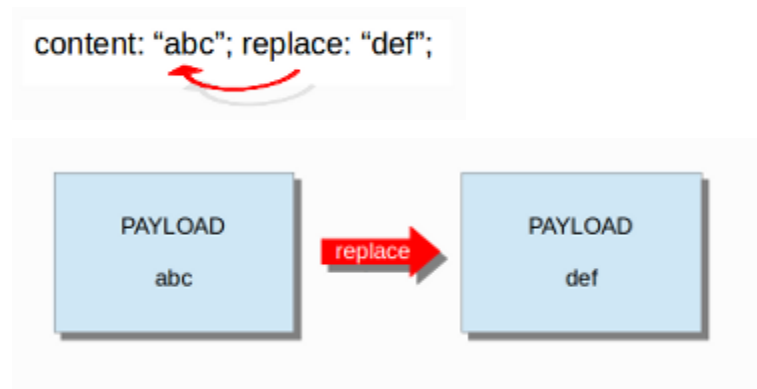 content: “abc”; replace: “def”;
PAYLOAD
abc
replace
PAYLOAD
def